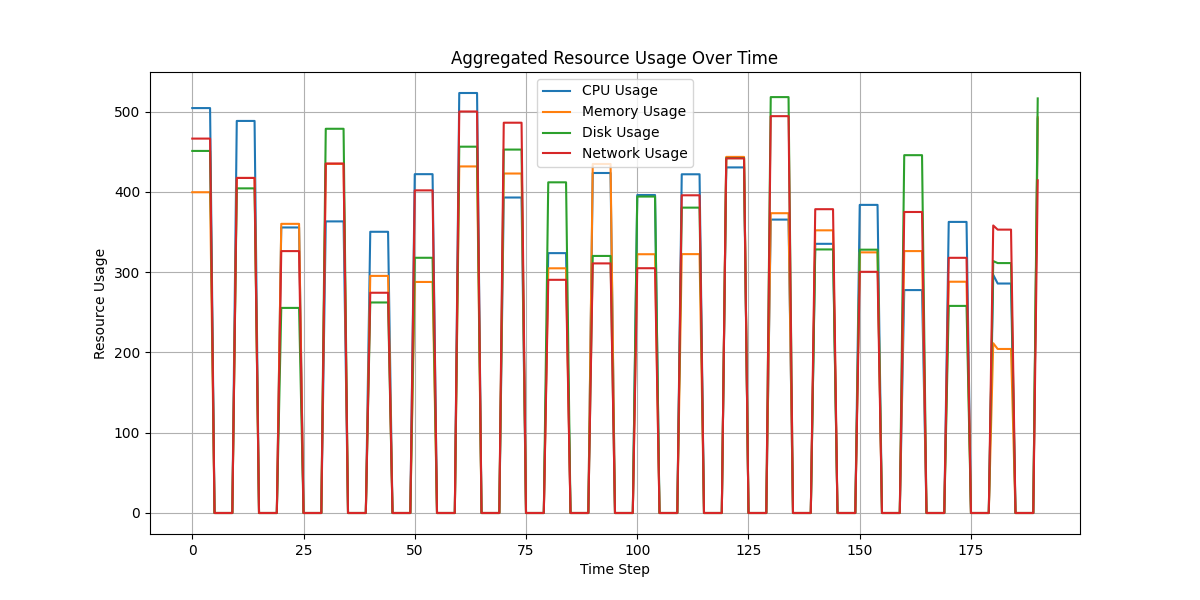 Aggregated Resource Usage Over Time
CPU Usage
Memory Usage
Disk Usage
Network Usage
Resource Usage
500
400
300
200
100
0
0 25 50 75 100 125 150 175
Time Step